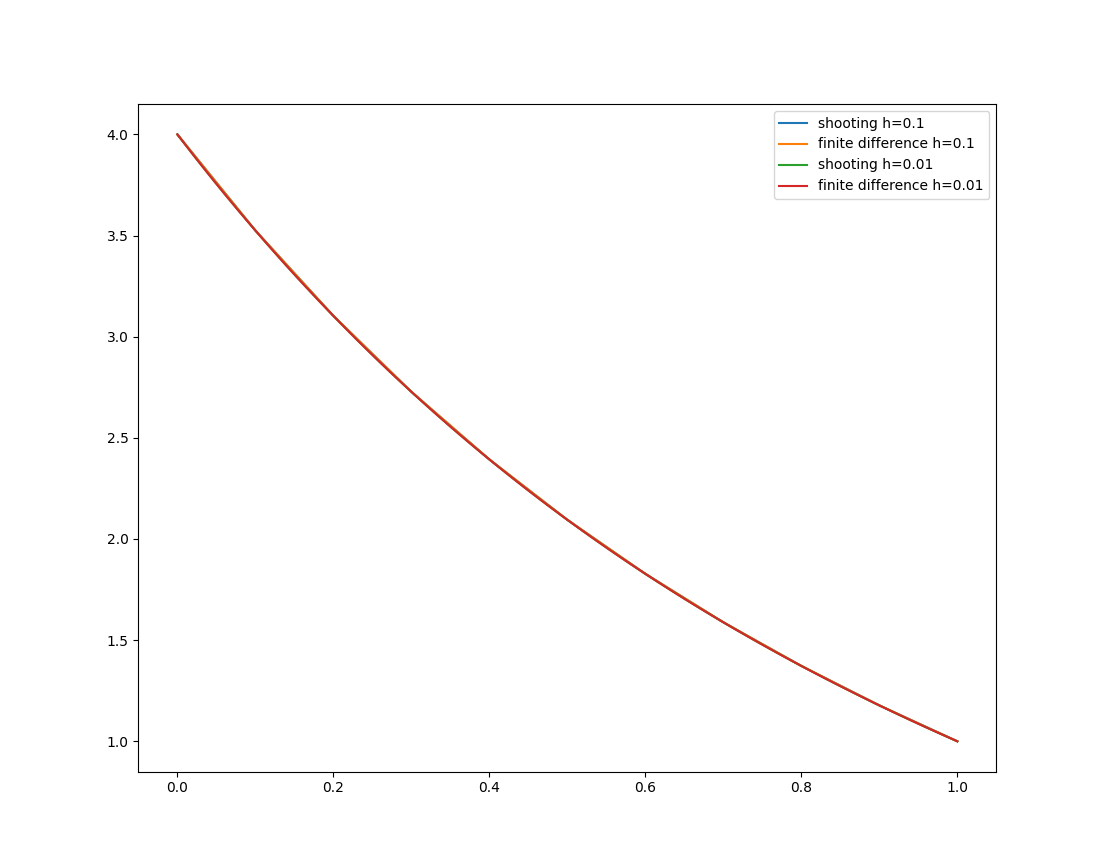 shooting h=0.1
finite difference h=0.1
shooting h=0.01
finite difference h=0.01
4.0
3.5
3.0
2.5
2.0
1.5
1.0
0.0 0.2 0.4 0.6 0.8 1.0